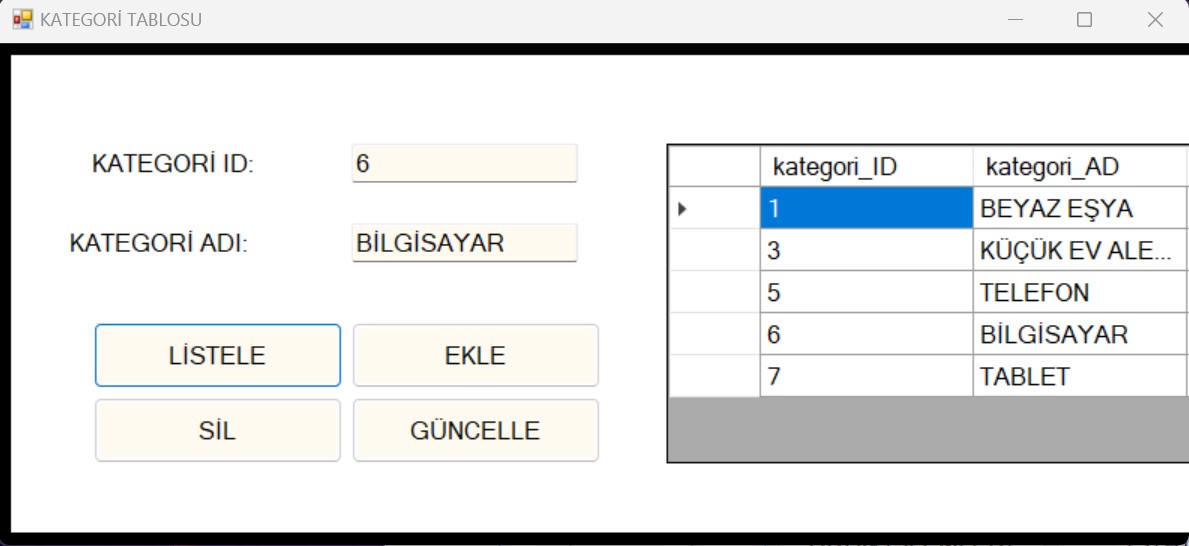 KATEGORİ TABLOSU
KATEGORİ ID:
6
KATEGORİ ADI:
BİLGİSAYAR
LİSTELE
EKLE
SİL
GÜNCELLE
kategori_ID kategori_AD
1 BEYAZ EŞYA
3 KÜÇÜK EV ALE...
5 TELEFON
6 BİLGİSAYAR
7 TABLET